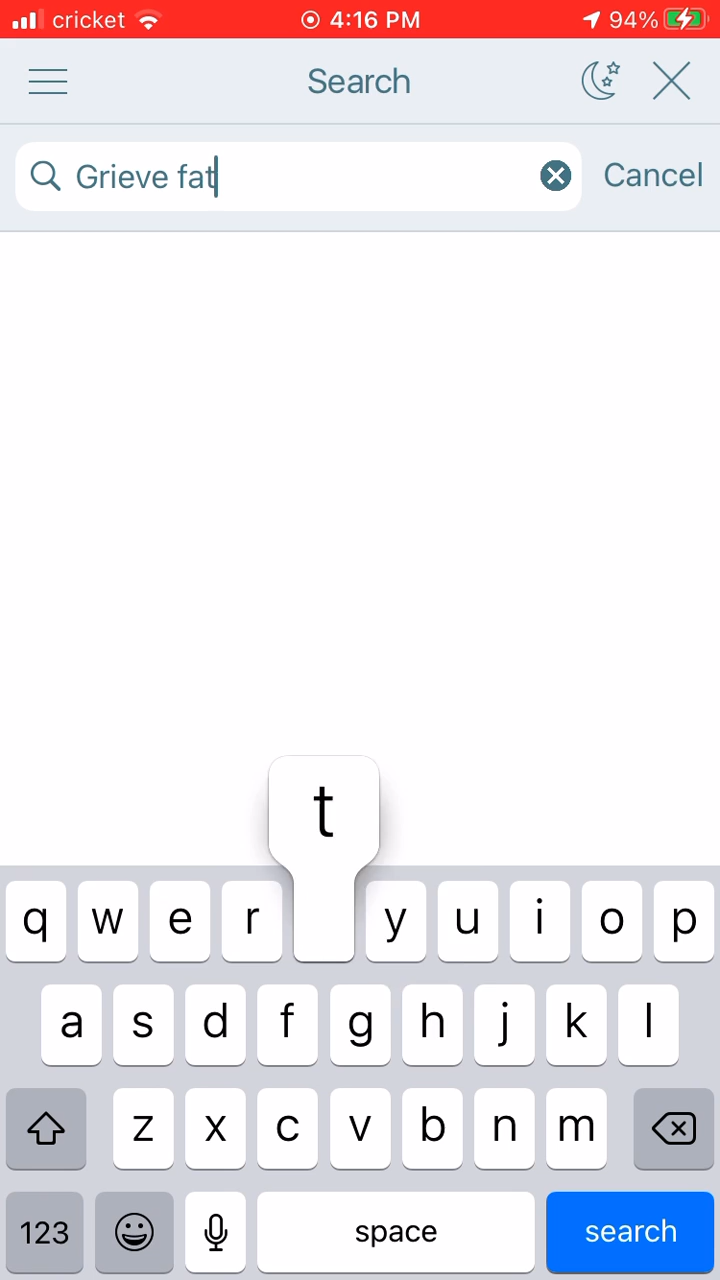 cricket 4:16 PM 94%
Search
Grieve fat Cancel
t
q w e r y u i o p
a s d f g h j k l
z x c v b n m
123 space search